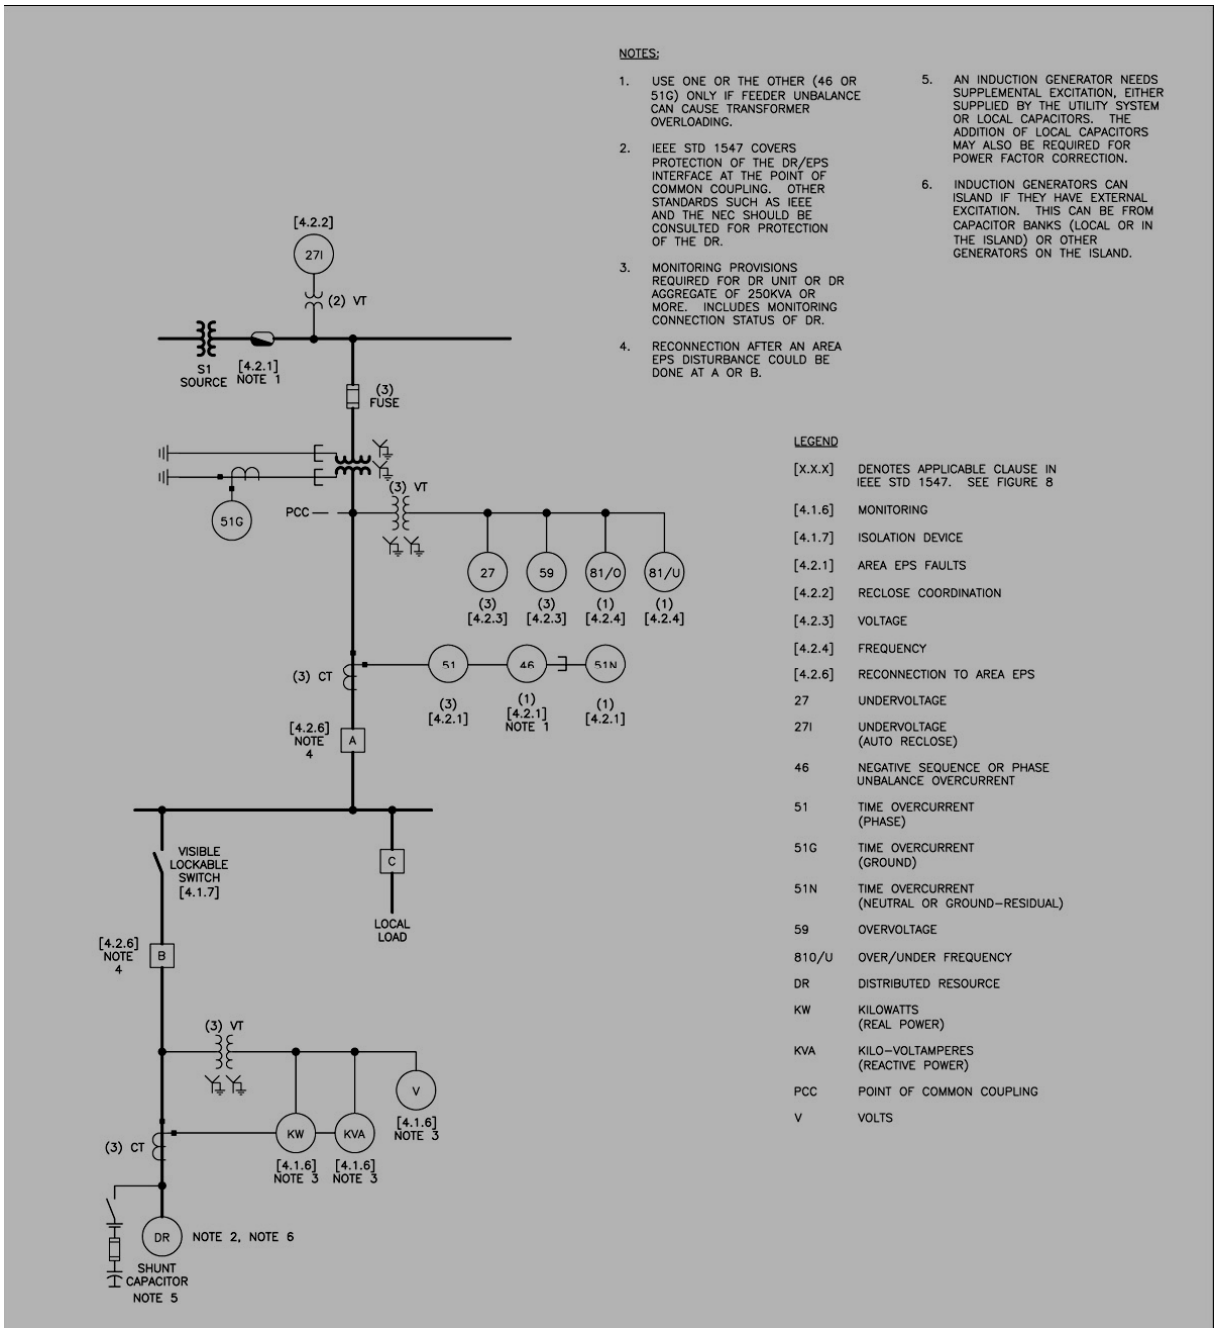 NOTES:
1. USE ONE OR THE OTHER (46 OR
51G) ONLY IF FEEDER UNBALANCE
CAN CAUSE TRANSFORMER
OVERLOADING.
2. IEEE STD 1547 COVERS
PROTECTION OF THE DR/EPS
INTERFACE AT THE POINT OF
COMMON COUPLING. OTHER
STANDARDS SUCH AS IEEE
AND THE NEC SHOULD BE
CONSULTED FOR PROTECTION
OF THE DR.
3. MONITORING PROVISIONS
REQUIRED FOR DR UNIT OR DR
AGGREGATE OF 250KVA OR
MORE. INCLUDES MONITORING
CONNECTION STATUS OF DR.
4. RECONNECTION AFTER AN AREA
EPS DISTURBANCE COULD BE
DONE AT A OR B.
5. AN INDUCTION GENERATOR NEEDS
SUPPLEMENTAL EXCITATION, EITHER
SUPPLIED BY THE UTILITY SYSTEM
OR LOCAL CAPACITORS. THE
ADDITION OF LOCAL CAPACITORS
MAY ALSO BE REQUIRED FOR
POWER FACTOR CORRECTION.
6. INDUCTION GENERATORS CAN
ISLAND IF THEY HAVE EXTERNAL
EXCITATION. THIS CAN BE FROM
CAPACITOR BANKS (LOCAL OR IN
THE ISLAND) OR OTHER
GENERATORS ON THE ISLAND.
[4.2.2]
27I
(2) VT
S1
SOURCE
[4.2.1]
NOTE 1
(3)
FUSE
51G
(3) VT
PCC
27
59
81/O
81/U
(3)
[4.2.3]
(3)
[4.2.3]
(1)
[4.2.4]
(1)
[4.2.4]
(3) CT
51
46
51N
(3)
[4.2.1]
(1)
[4.2.1]
NOTE 1
(1)
[4.2.1]
[4.2.6]
NOTE
4
A
VISIBLE
LOCKABLE
SWITCH
[4.1.7]
C
LOCAL
LOAD
[4.2.6]
NOTE
4
B
(3) VT
V
[4.1.6]
NOTE 3
(3) CT
KW
KVA
[4.1.6]
NOTE 3
[4.1.6]
NOTE 3
DR
NOTE 2, NOTE 6
SHUNT
CAPACITOR
NOTE 5
LEGEND
[X.X.X] DENOTES APPLICABLE CLAUSE IN
IEEE STD 1547. SEE FIGURE 8
[4.1.6] MONITORING
[4.1.7] ISOLATION DEVICE
[4.2.1] AREA EPS FAULTS
[4.2.2] RECLOSE COORDINATION
[4.2.3] VOLTAGE
[4.2.4] FREQUENCY
[4.2.6] RECONNECTION TO AREA EPS
27 UNDERVOLTAGE
27I UNDERVOLTAGE
(AUTO RECLOSE)
46 NEGATIVE SEQUENCE OR PHASE
UNBALANCE OVERCURRENT
51 TIME OVERCURRENT
(PHASE)
51G TIME OVERCURRENT
(GROUND)
51N TIME OVERCURRENT
(NEUTRAL OR GROUND-RESIDUAL)
59 OVERVOLTAGE
81O/U OVER/UNDER FREQUENCY
DR DISTRIBUTED RESOURCE
KW KILOWATTS
(REAL POWER)
KVA KILO-VOLTAMPERES
(REACTIVE POWER)
PCC POINT OF COMMON COUPLING
V VOLTS